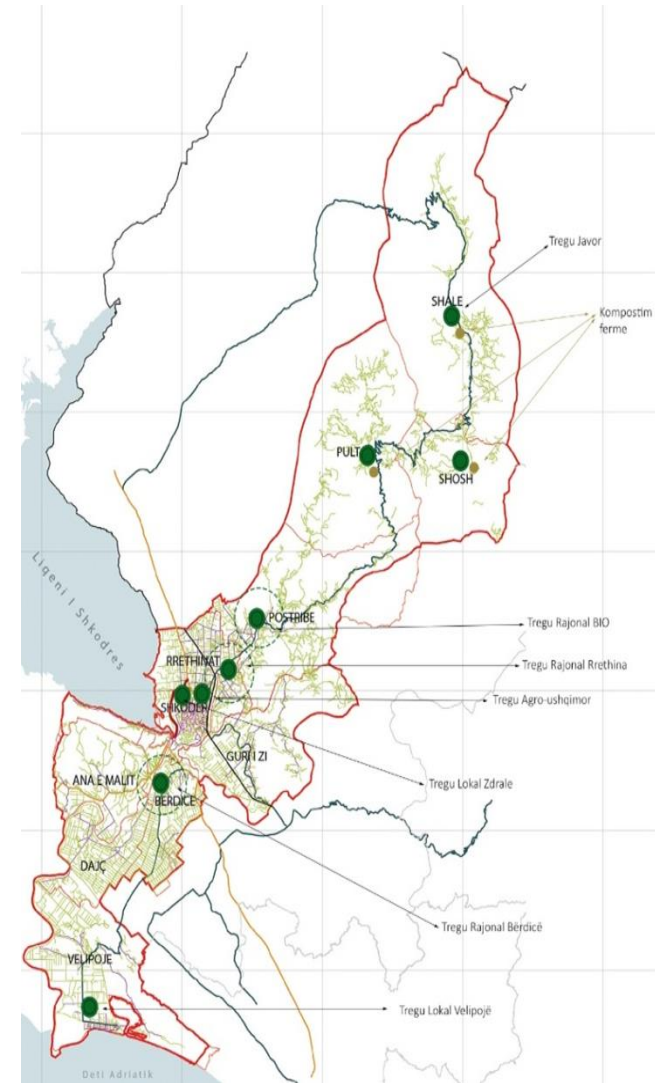 Tregu Javor
SHALE
Kompostim
ferme
PULT
SHOSH
Liqeni I Shkodres
POSTRIBE
Tregu Rajonal BIO
RRETHINAT
Tregu Rajonal Rrethina
SHKODER
Tregu Agro-ushqimor
GURI I ZI
ANA E MALIT
Tregu Lokal Zdrale
BERDICE
DAJÇ
Tregu Rajonal Bërdicë
VELIPOJE
Tregu Lokal Velipojë
Deti Adriatik